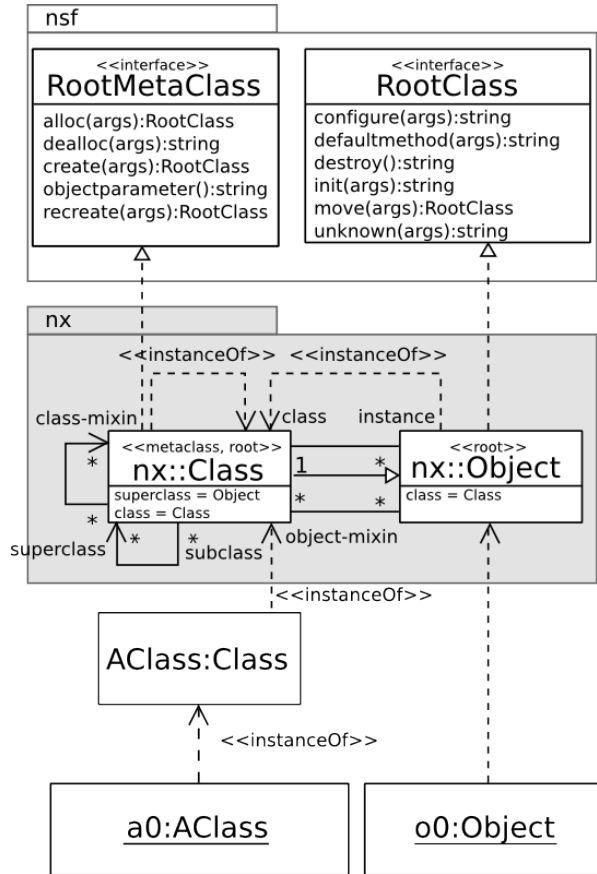 nsf
<<interface>>
RootMetaClass
alloc(args):RootClass
dealloc(args):string
create(args):RootClass
objectparameter():string
recreate(args):RootClass
<<interface>>
RootClass
configure(args):string
defaultmethod(args):string
destroy():string
init(args):string
move(args):RootClass
unknown(args):string
nx
<<instanceOf>> <<instanceOf>>
class-mixin class instance
<<metaclass, root>>
nx::Class
superclass = Object
class = Class
* *
1 *
* *
<<root>>
nx::Object
class = Class
superclass * * subclass object-mixin
<<instanceOf>>
AClass:Class
<<instanceOf>>
a0:AClass o0:Object